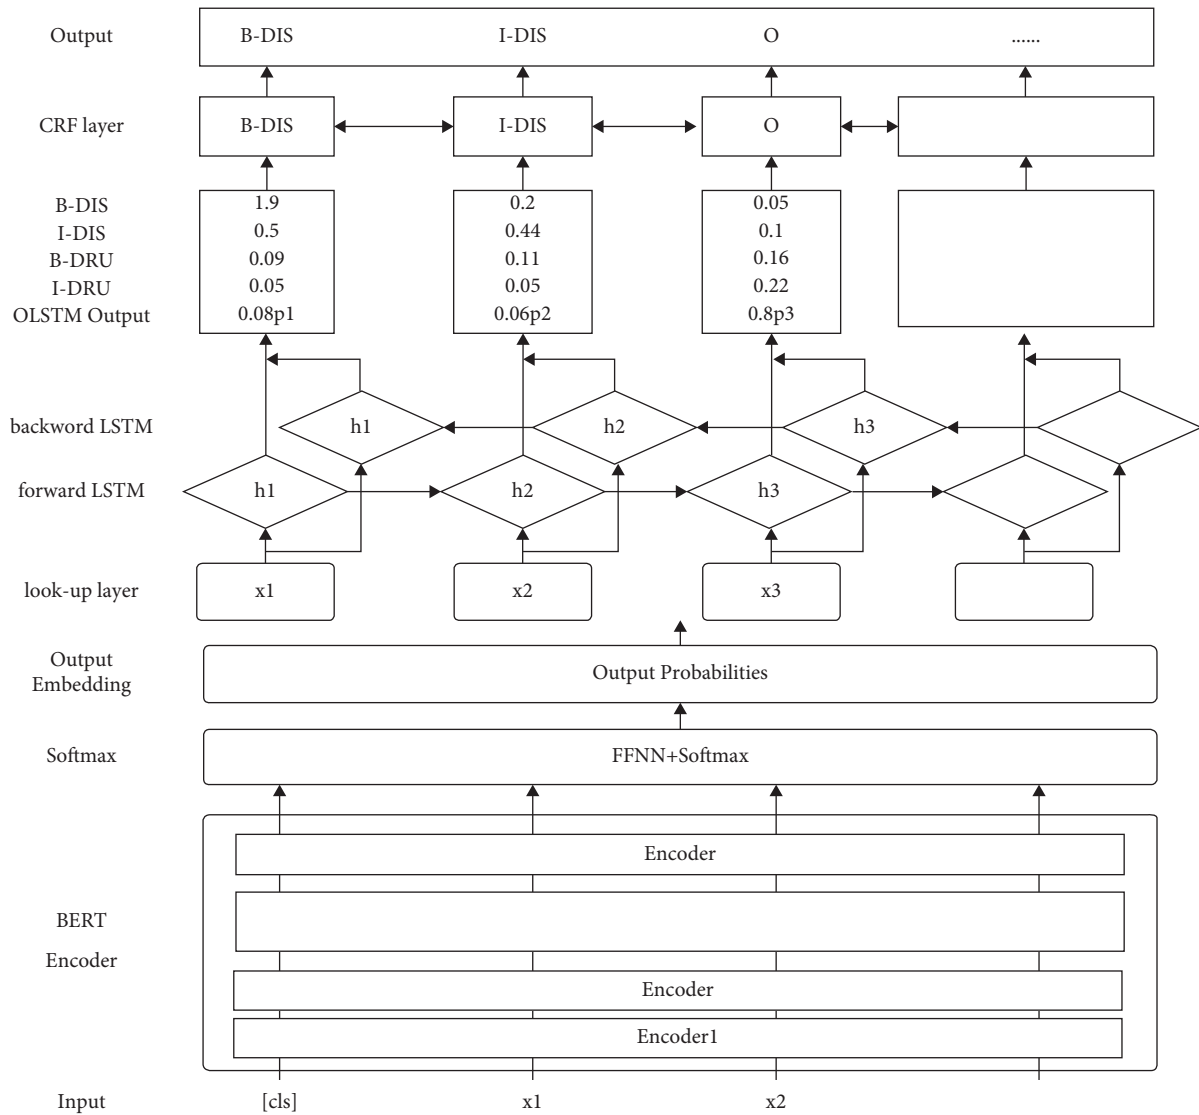 Output B-DIS I-DIS O ......
CRF layer B-DIS I-DIS O
B-DIS 1.9 0.2 0.05
I-DIS 0.5 0.44 0.1
B-DRU 0.09 0.11 0.16
I-DRU 0.05 0.05 0.22
OLSTM Output 0.08p1 0.06p2 0.8p3
backword LSTM h1 h2 h3
forward LSTM h1 h2 h3
look-up layer x1 x2 x3
Output
Embedding
Output Probabilities
Softmax FFNN+Softmax
Encoder
BERT
Encoder
Encoder
Encoder1
Input [cls] x1 x2